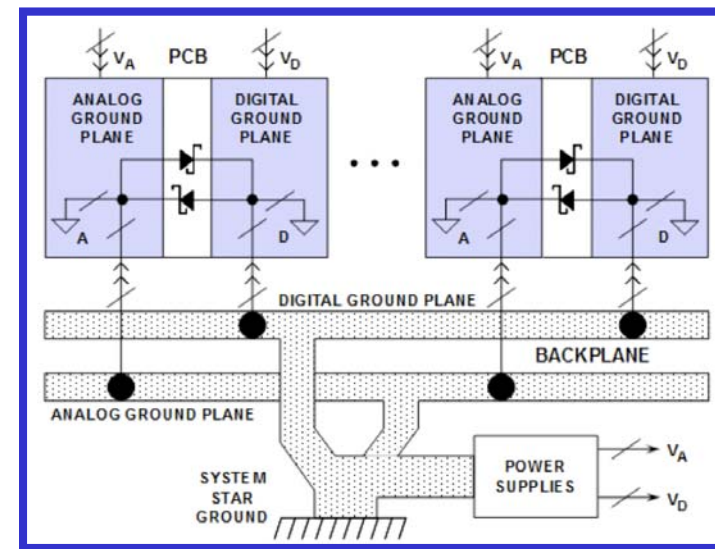 V_A PCB V_D
ANALOG
GROUND
PLANE
DIGITAL
GROUND
PLANE
A
D
• • •
V_A PCB V_D
ANALOG
GROUND
PLANE
DIGITAL
GROUND
PLANE
A
D
DIGITAL GROUND PLANE
BACKPLANE
ANALOG GROUND PLANE
SYSTEM
STAR
GROUND
POWER
SUPPLIES
V_A
V_D